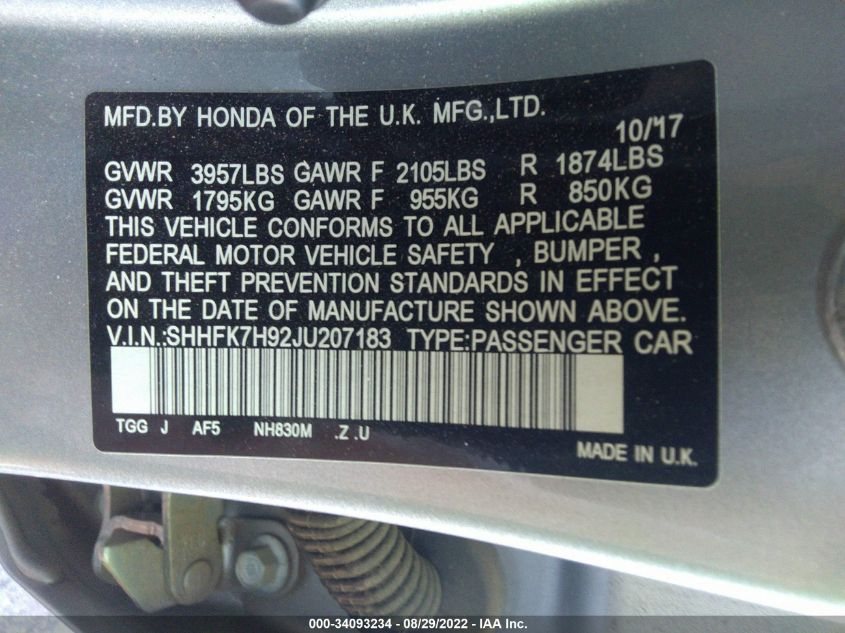 MFD.BY HONDA OF THE U.K. MFG.,LTD.
10/17
GVWR 3957LBS GAWR F 2105LBS R 1874LBS
GVWR 1795KG GAWR F 955KG R 850KG
THIS VEHICLE CONFORMS TO ALL APPLICABLE
FEDERAL MOTOR VEHICLE SAFETY , BUMPER ,
AND THEFT PREVENTION STANDARDS IN EFFECT
ON THE DATE OF MANUFACTURE SHOWN ABOVE.
V.I.N.:SHHFK7H92JU207183 TYPE:PASSENGER CAR
TGG J AF5 NH830M .Z .U
MADE IN U.K.
000-34093234 - 08/29/2022 - IAA Inc.